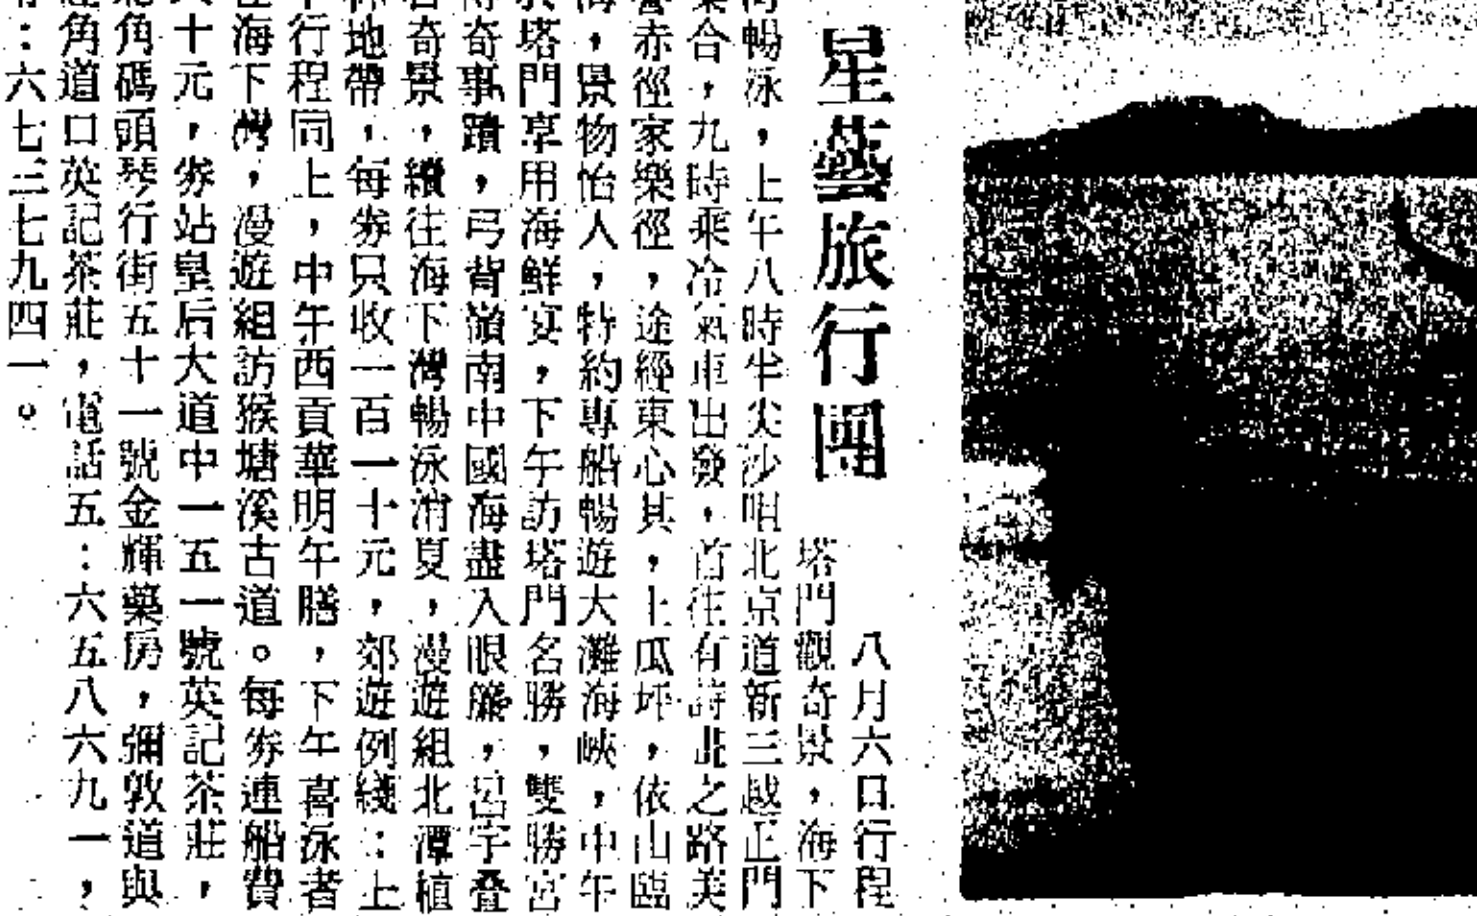 星藝旅行團
八月六日行程
塔門觀奇景,海下
暢泳,上午八時半尖沙咀北京道新三越正門
集合,九時乘冷氣車出發,首往有詩畫之路美
譽赤徑家樂徑,途經東心其,上瓜坪,依山臨
海,景物怡人,特約專船暢遊大灘海峽,中午
於塔門享用海鮮宴,下午訪塔門名勝,雙勝宮
傳奇事蹟,弓背嶺南中國海盡入眼簾,呂字叠
石奇景,續往海下灣暢泳消夏,漫遊組北潭植
林地帶,每券只收一百一十元,郊遊例綫:上
午行程同上,中午西貢華明午膳,下午喜泳者
往海下灣,漫遊組訪猴塘溪古道。每券連船費
六十元,券站皇后大道中一五一號英記茶莊,
北角碼頭琴行街五十一號金輝藥房,彌敦道與
角道口英記茶莊,電話五:六五八六九一,
:六七三七九四一。